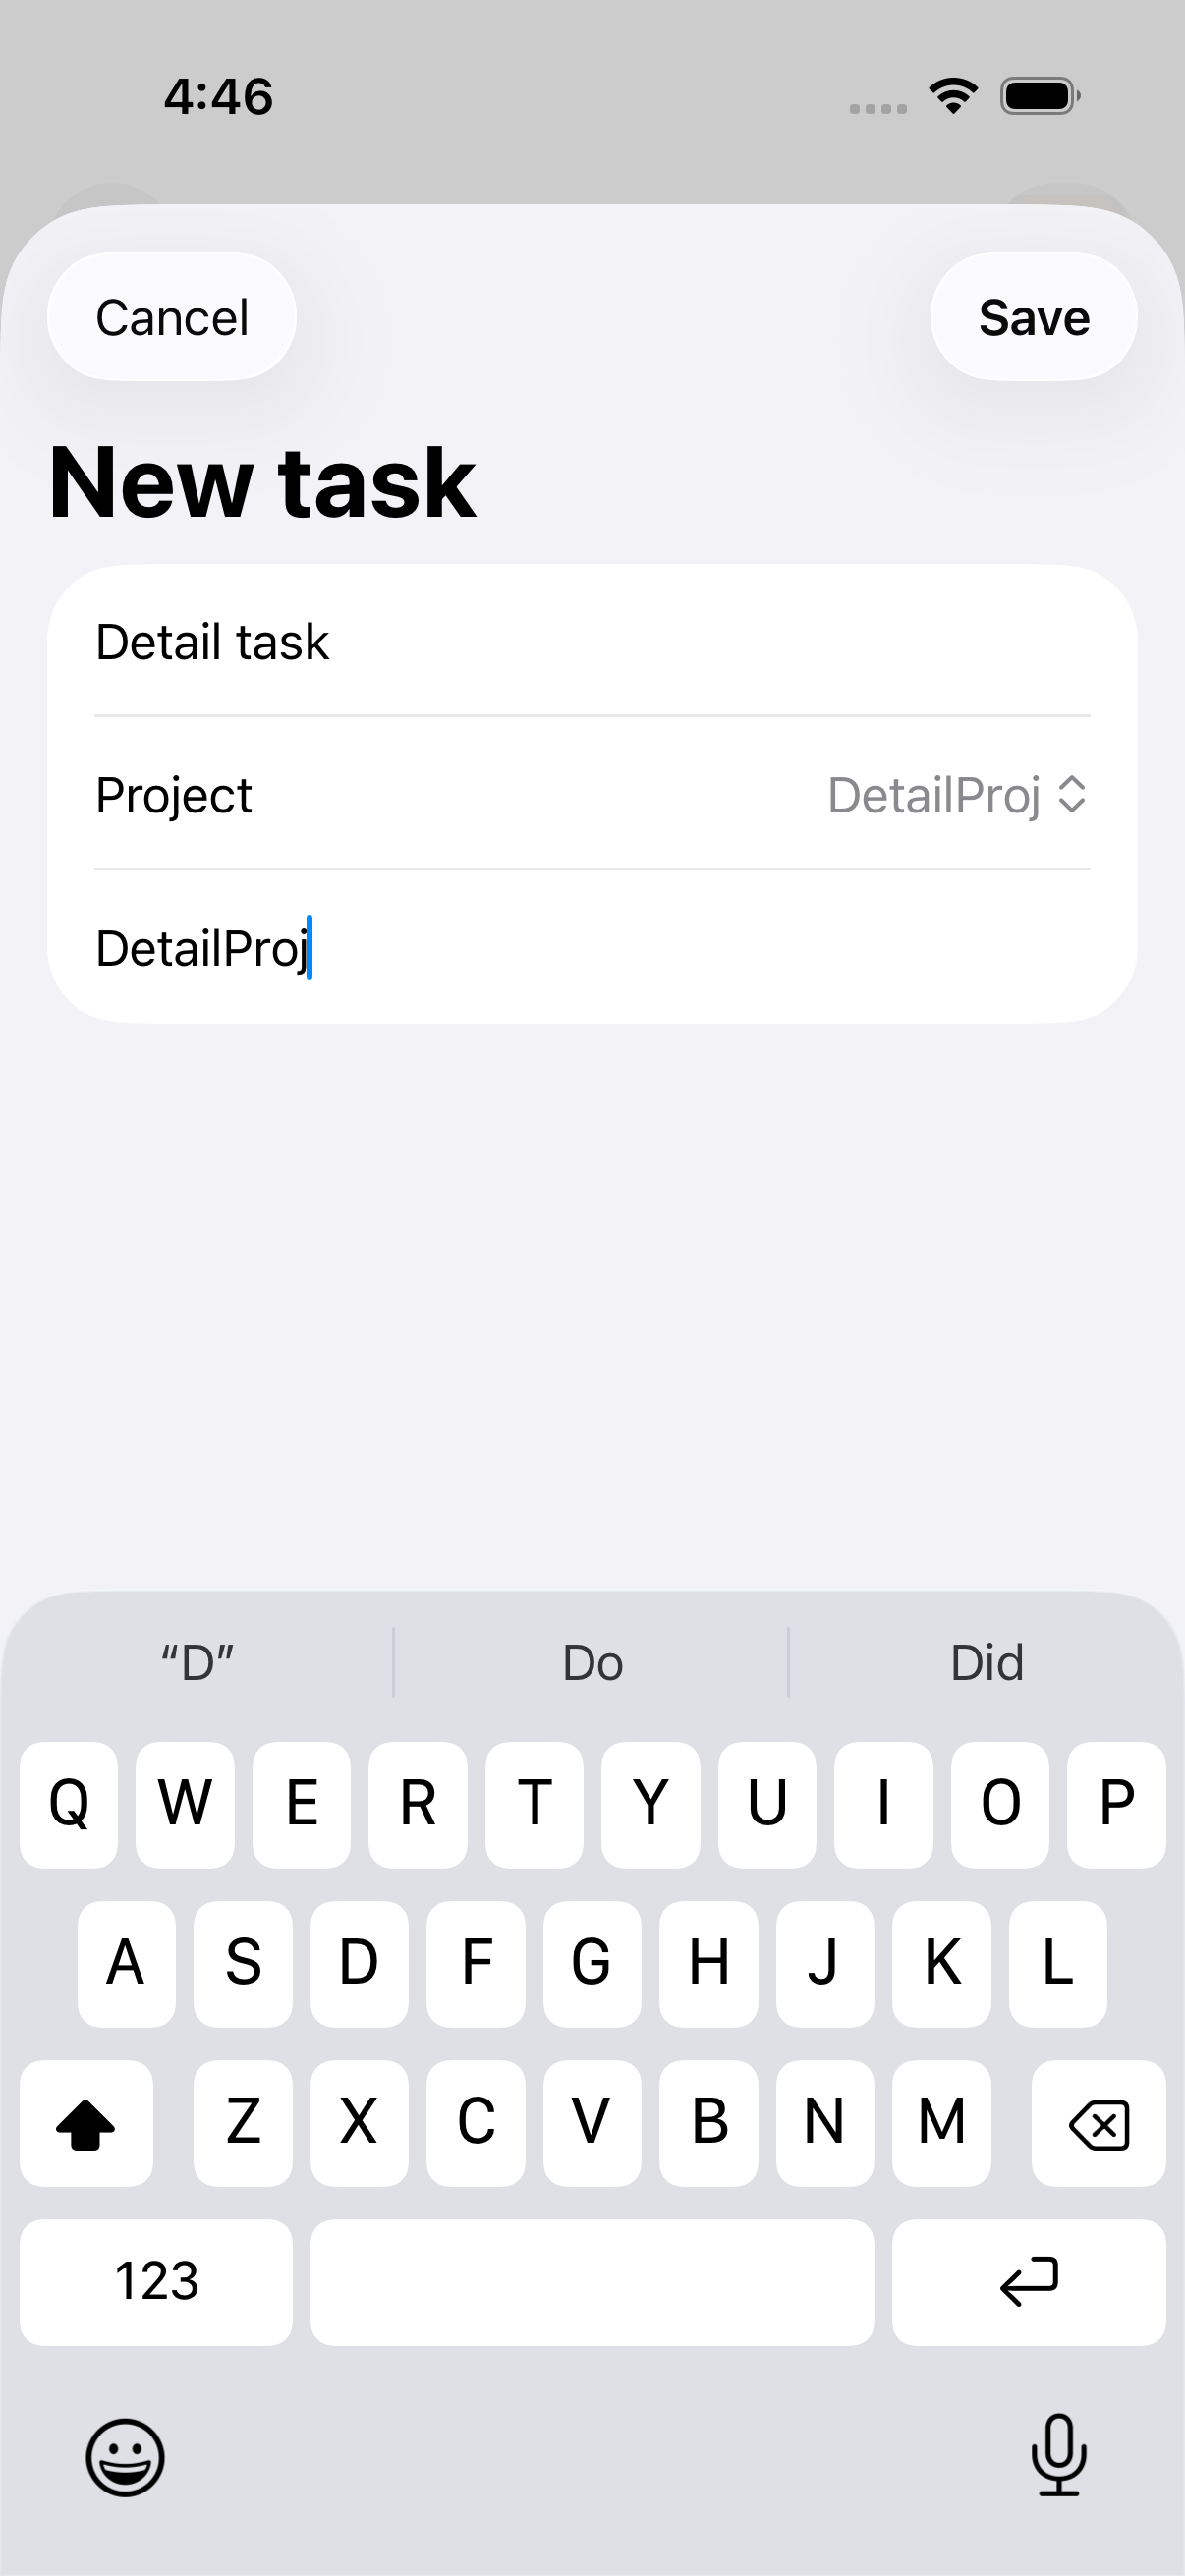 4:46
Cancel Save
New task
Detail task
Project DetailProj
DetailProj
“D” Do Did
Q W E R T Y U I O P
A S D F G H J K L
Z X C V B N M
123